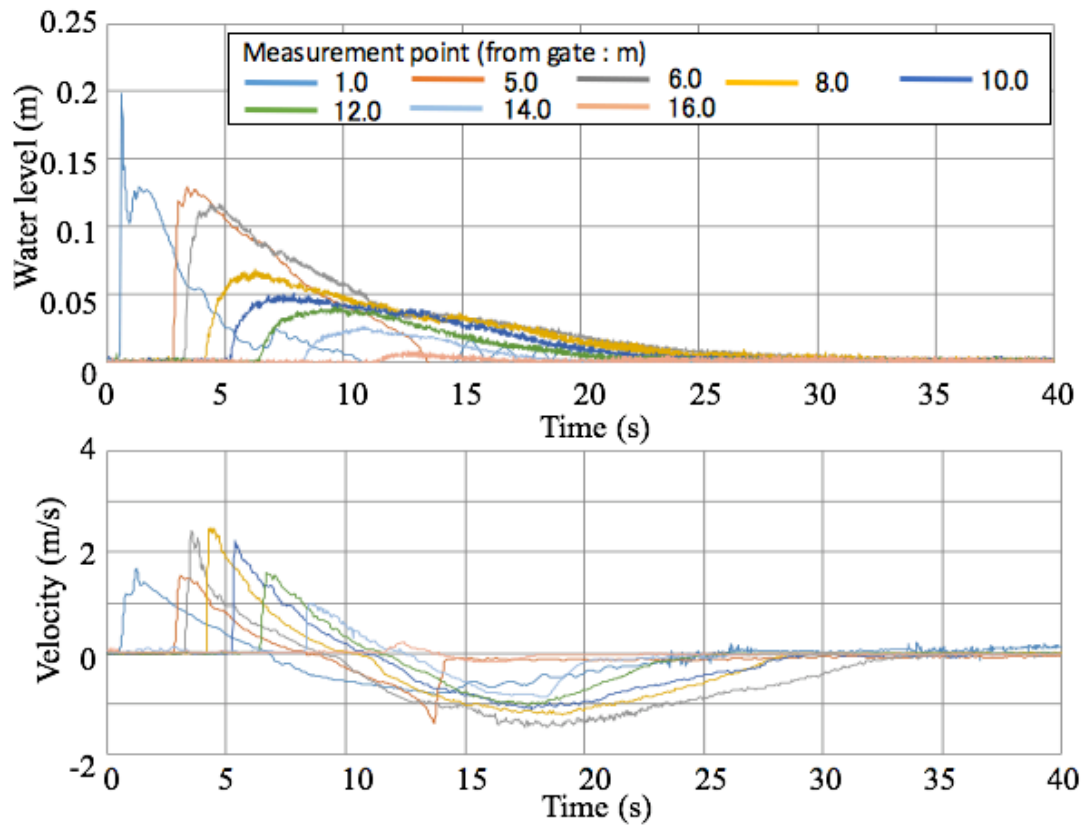 0.25
0.2
0.15
0.1
0.05
0
Water level (m)
Measurement point (from gate : m)
1.0 5.0 6.0 8.0 10.0
12.0 14.0 16.0
0 5 10 15 20 25 30 35 40
Time (s)
4
2
0
-2
Velocity (m/s)
0 5 10 15 20 25 30 35 40
Time (s)